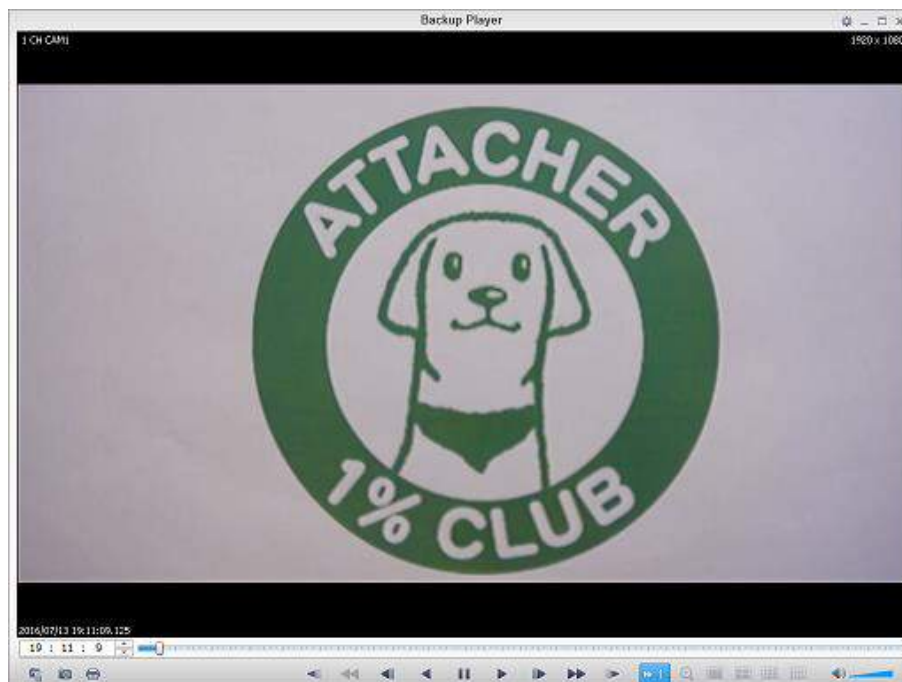 Backup Player
1 CH CAM1
1920 x 1080
ATTACHER
1% CLUB
2016/07/13 19:11:09.125
19 : 11 : 9
1